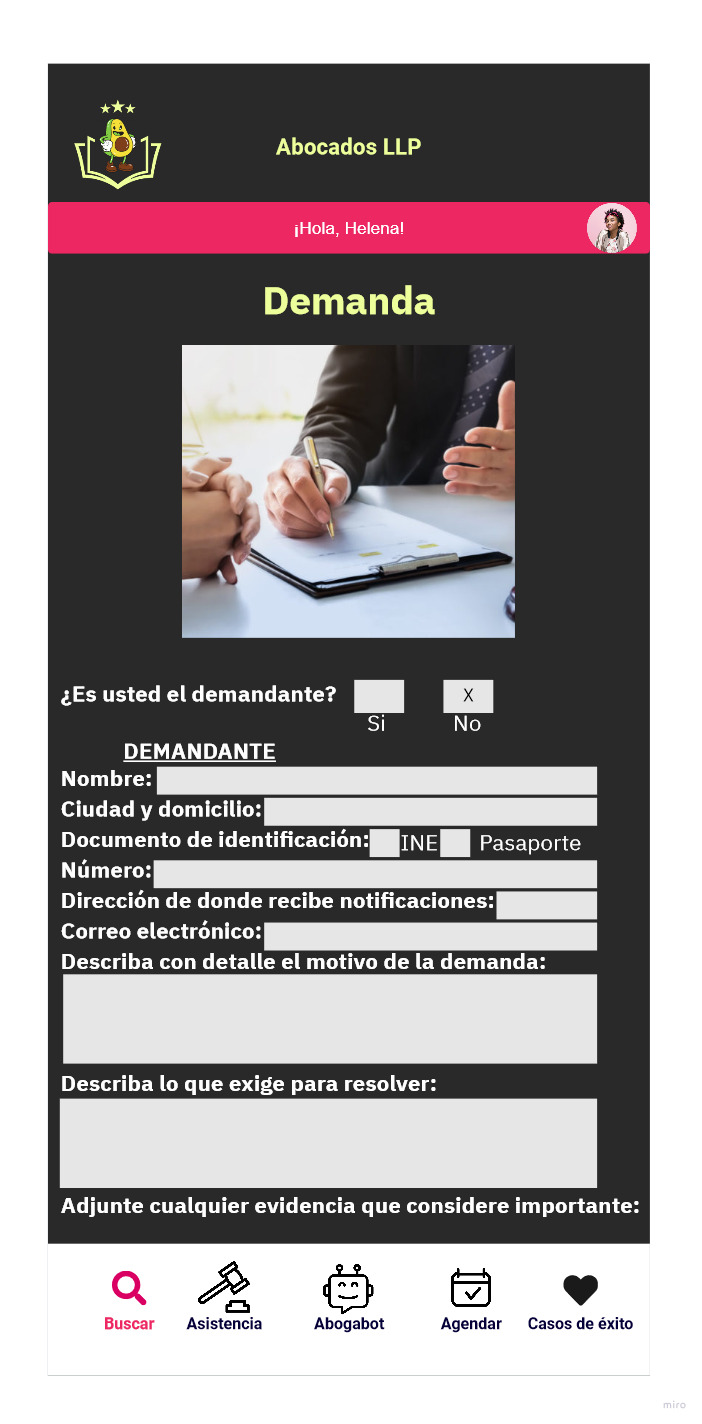 Abocados LLP
¡Hola, Helena!
Demanda
¿Es usted el demandante?
X
Si
No
DEMANDANTE
Nombre:
Ciudad y domicilio:
Documento de identificación: INE Pasaporte
Número:
Dirección de donde recibe notificaciones:
Correo electrónico:
Describa con detalle el motivo de la demanda:
Describa lo que exige para resolver:
Adjunte cualquier evidencia que considere importante:
Buscar Asistencia Abogabot Agendar Casos de éxito
miro